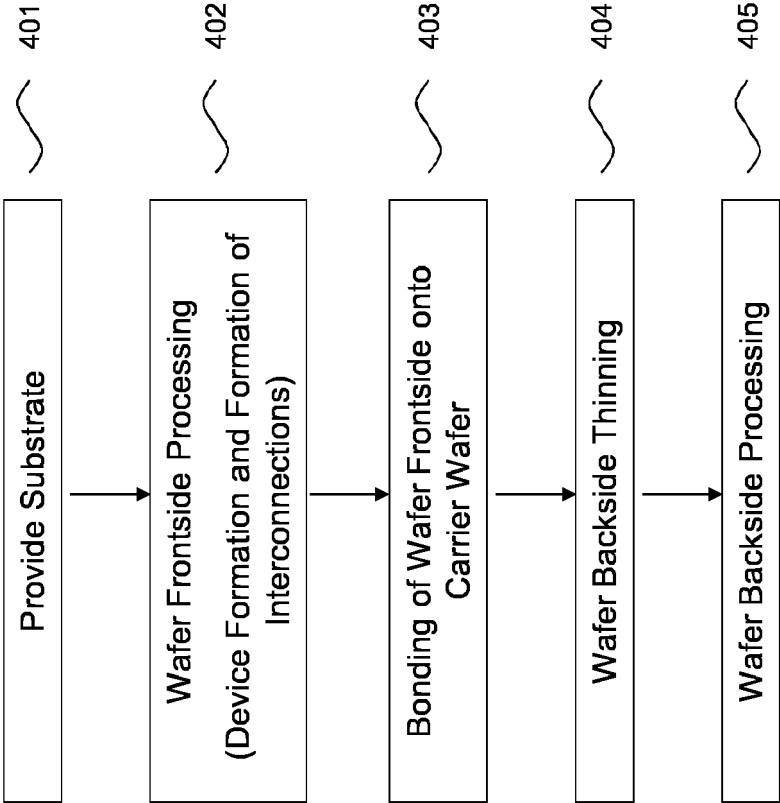 Provide Substrate
401
Wafer Frontside Processing
(Device Formation and Formation of
Interconnections)
402
Bonding of Wafer Frontside onto
Carrier Wafer
403
Wafer Backside Thinning
404
Wafer Backside Processing
405